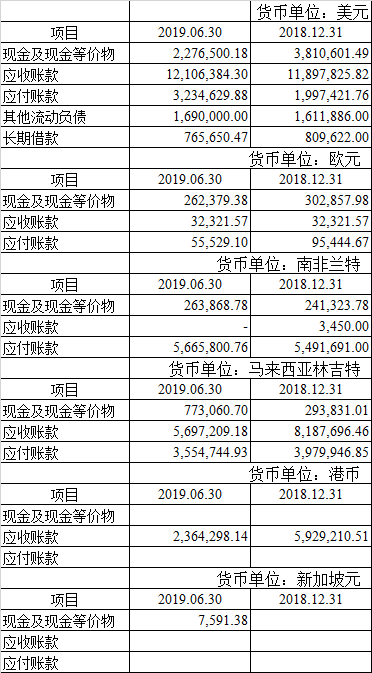 货币单位：美元
项目 2019.06.30 2018.12.31
现金及现金等价物 2,276,500.18 3,810,601.49
应收账款 12,106,384.30 11,897,825.82
应付账款 3,234,629.88 1,997,421.76
其他流动负债 1,690,000.00 1,611,886.00
长期借款 765,650.47 809,622.00
货币单位：欧元
项目 2019.06.30 2018.12.31
现金及现金等价物 262,379.38 302,857.98
应收账款 32,321.57 32,321.57
应付账款 55,529.10 95,444.67
货币单位：南非兰特
项目 2019.06.30 2018.12.31
现金及现金等价物 263,868.78 241,323.78
应收账款 - 3,450.00
应付账款 5,665,800.76 5,491,691.00
货币单位：马来西亚林吉特
现金及现金等价物 773,060.70 293,831.01
应收账款 5,697,209.18 8,187,696.46
应付账款 3,554,744.93 3,979,946.85
货币单位：港币
项目 2019.06.30 2018.12.31
现金及现金等价物
应收账款 2,364,298.14 5,929,210.51
应付账款
货币单位：新加坡元
项目 2019.06.30 2018.12.31
现金及现金等价物 7,591.38
应收账款
应付账款